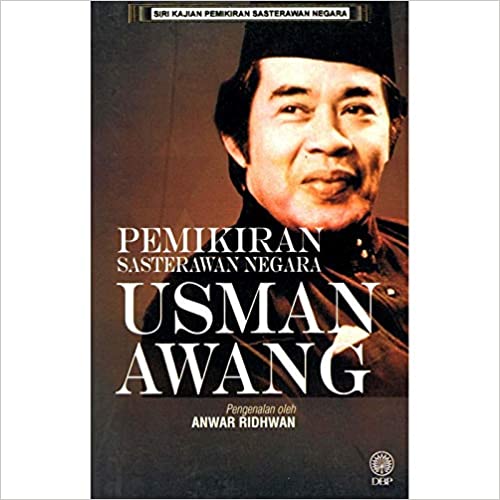 SIRI KAJIAN PEMIKIRAN SASTERAWAN NEGARA
PEMIKIRAN
SASTERAWAN NEGARA
USMAN
AWANG
Pengenalan oleh
ANWAR RIDHWAN
DBP